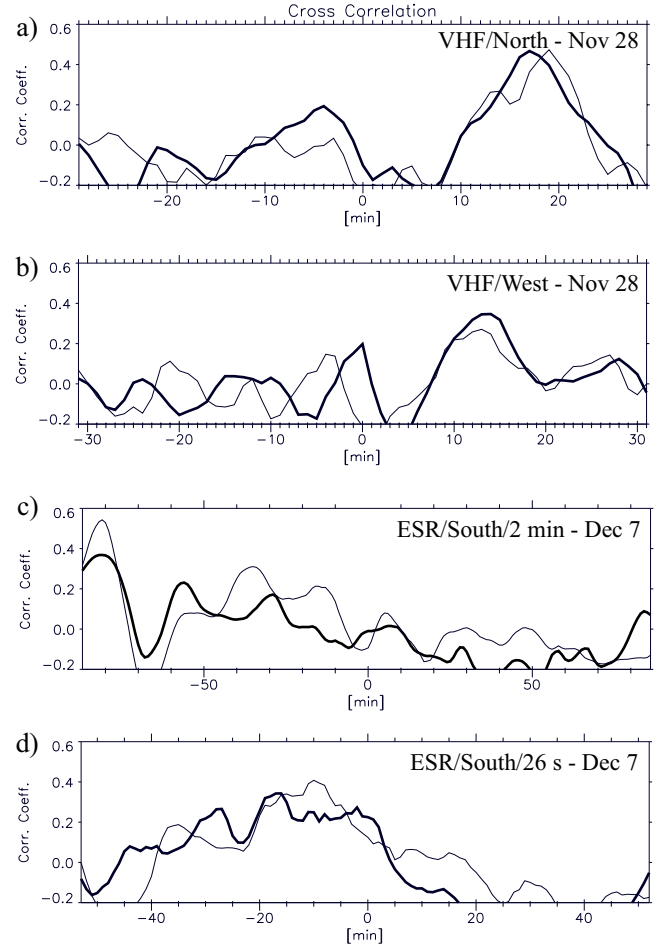 Cross Correlation
a)
VHF/North - Nov 28
0.6
0.4
0.2
0.0
−0.2
Corr. Coeff.
−20 −10 0 10 20
[min]
b)
VHF/West - Nov 28
0.6
0.4
0.2
0.0
−0.2
Corr. Coeff.
−30 −20 −10 0 10 20 30
[min]
c)
ESR/South/2 min - Dec 7
0.6
0.4
0.2
0.0
−0.2
Corr. Coeff.
−50 0 50
[min]
d)
ESR/South/26 s - Dec 7
0.6
0.4
0.2
0.0
−0.2
Corr. Coeff.
−40 −20 0 20 40
[min]